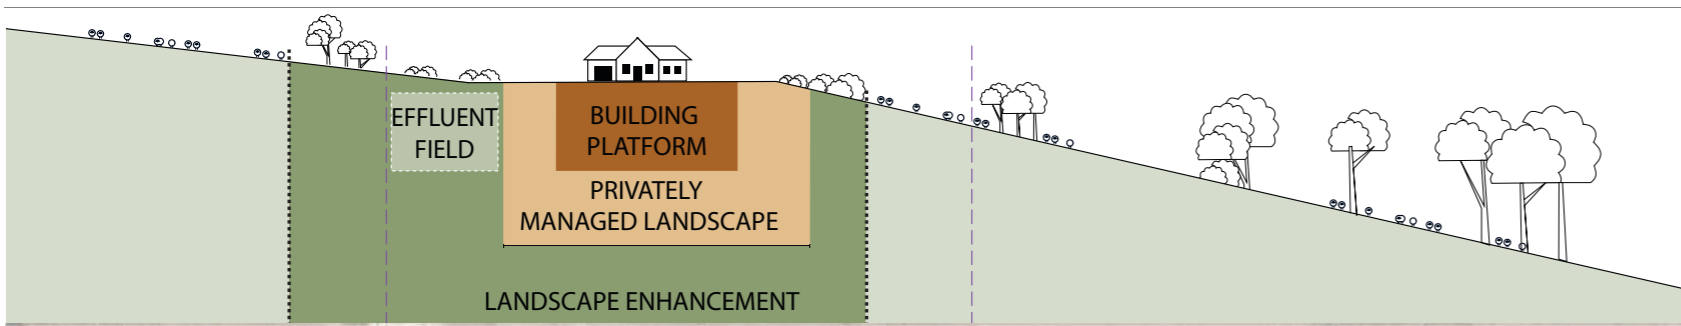 EFFLUENT
FIELD
BUILDING
PLATFORM
PRIVATELY
MANAGED LANDSCAPE
LANDSCAPE ENHANCEMENT